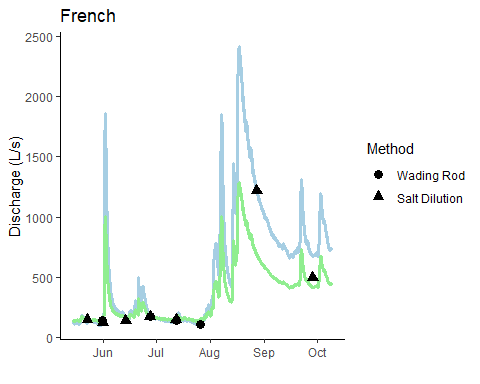 French
2500
2000
1500
1000
500
0
Discharge (L/s)
Jun Jul Aug Sep Oct
Method
Wading Rod
Salt Dilution